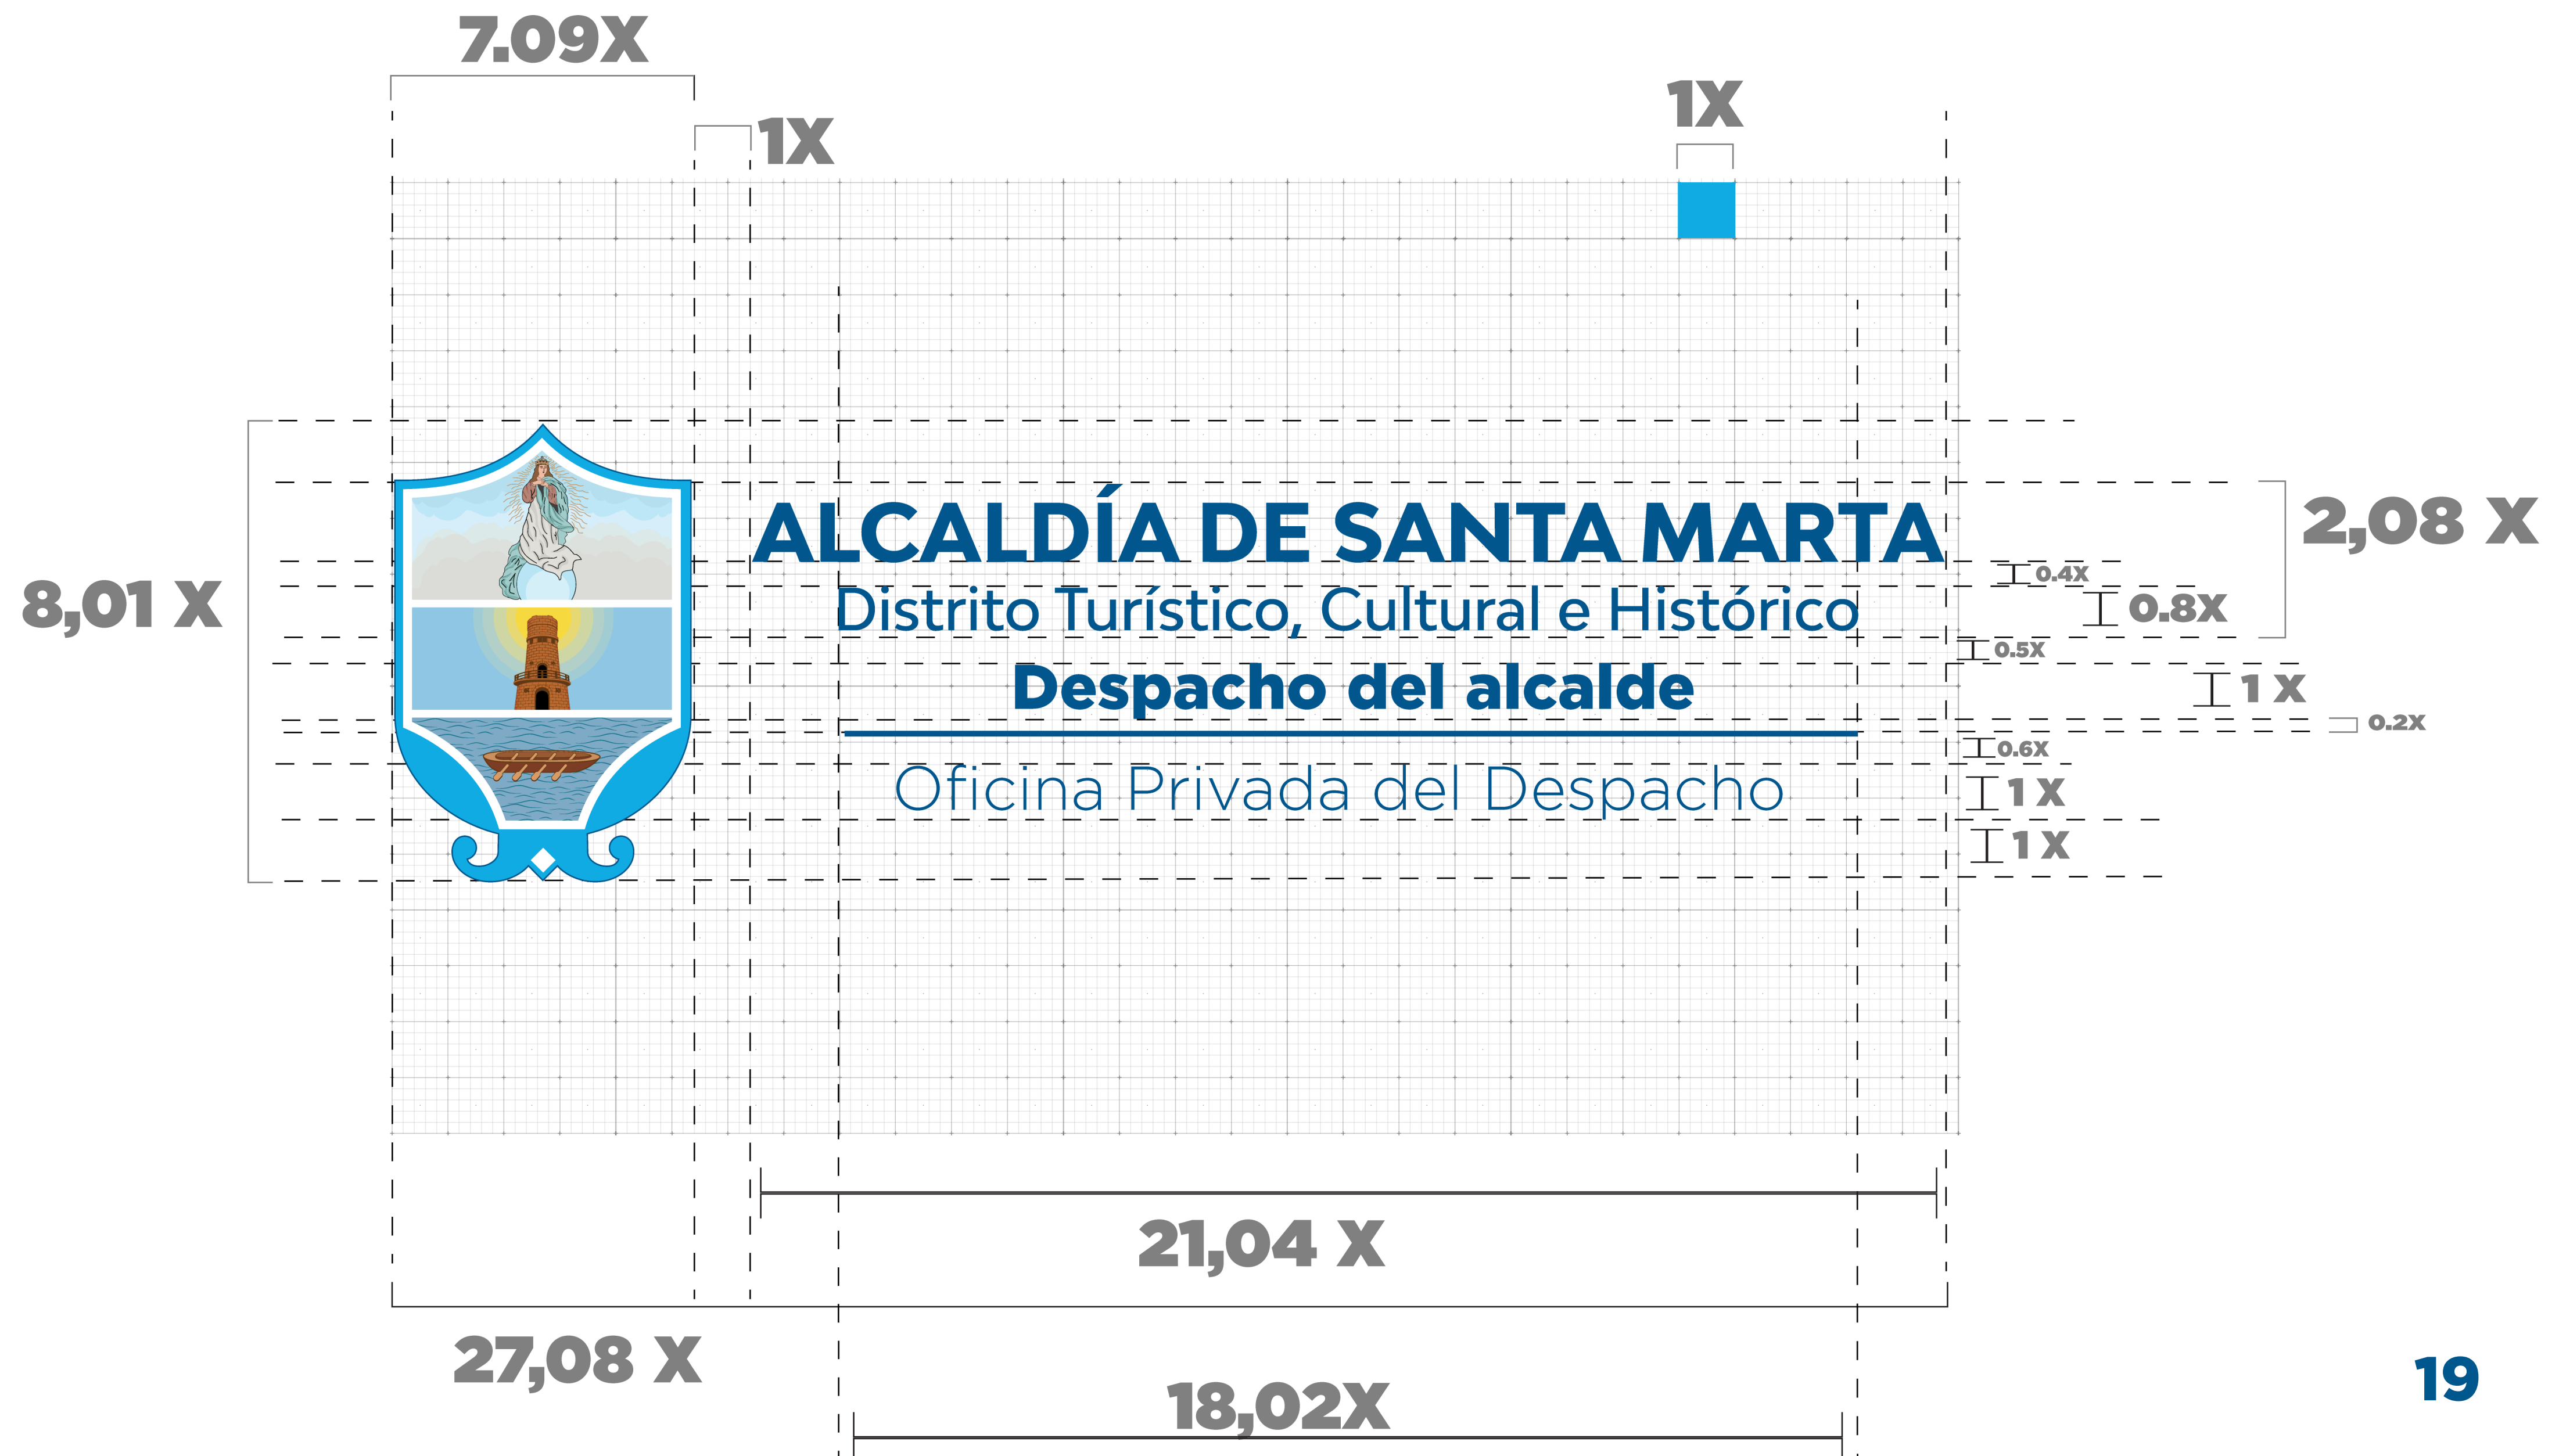 7.09X
1X
1X
ALCALDÍA DE SANTA MARTA
2,08 X
0.4X
8,01 X
Distrito Turístico, Cultural e Histórico
0.8X
0.5X
Despacho del alcalde
1 X
0.2X
0.6X
Oficina Privada del Despacho
1 X
1 X
21,04 X
27,08 X
18,02X
19